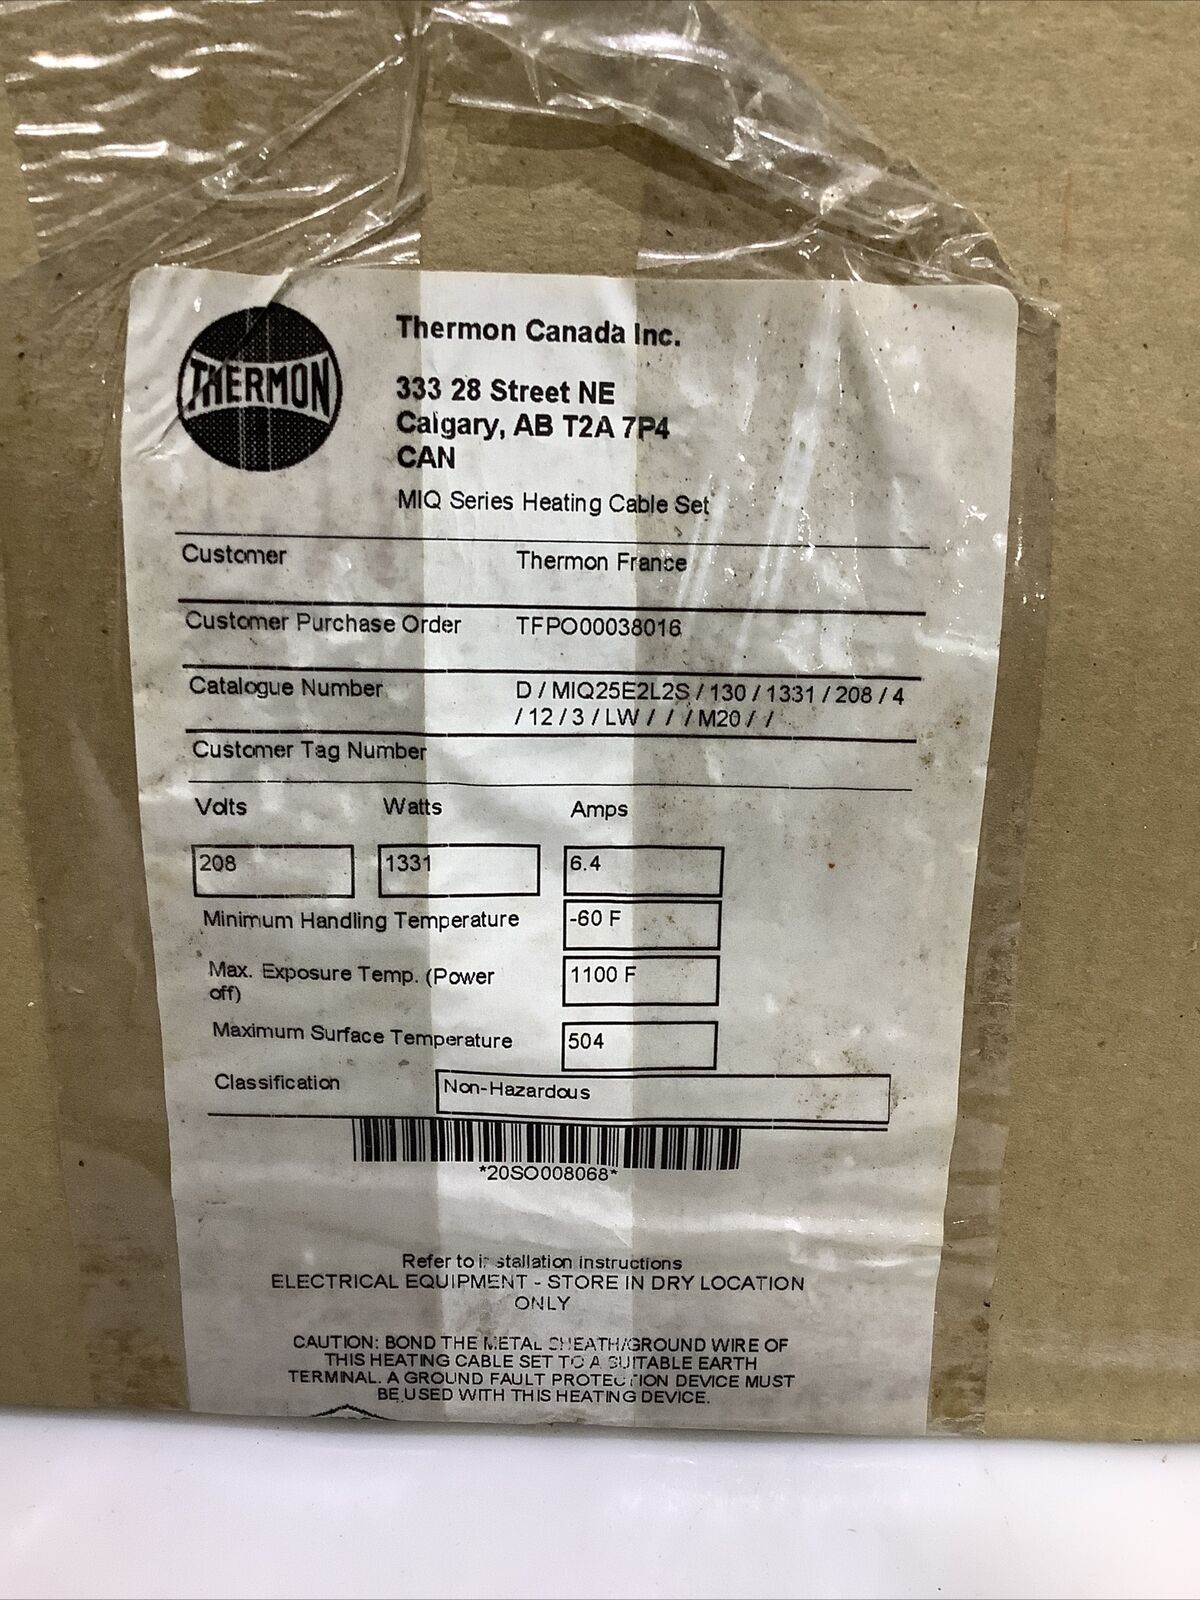 THERMON
Thermon Canada Inc.
333 28 Street NE
Calgary, AB T2A 7P4
CAN
MIQ Series Heating Cable Set
Customer Thermon France
Customer Purchase Order TFPO00038016
Catalogue Number D / MIQ25E2L2S / 130 / 1331 / 208 / 4
/ 12 / 3 / LW / / / M20 / /
Customer Tag Number
Volts Watts Amps
208 1331 6.4
Minimum Handling Temperature -60 F
Max. Exposure Temp. (Power 1100 F
off)
Maximum Surface Temperature 504
Classification Non-Hazardous
*20SO008068*
Refer to installation instructions
ELECTRICAL EQUIPMENT - STORE IN DRY LOCATION
ONLY
CAUTION: BOND THE METAL SHEATH/GROUND WIRE OF
THIS HEATING CABLE SET TO A SUITABLE EARTH
TERMINAL. A GROUND FAULT PROTECTION DEVICE MUST
BE USED WITH THIS HEATING DEVICE.